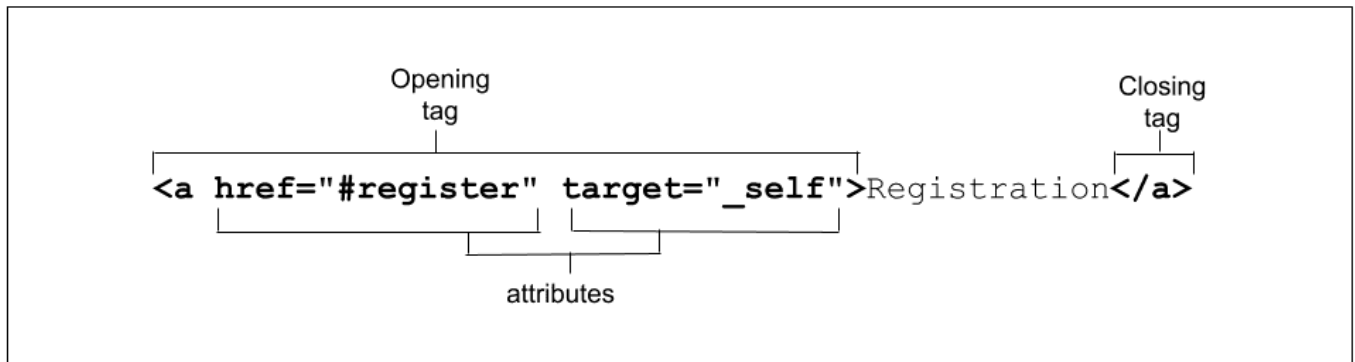 Opening
tag
Closing
tag
<a href="#register" target="_self">Registration</a>
attributes